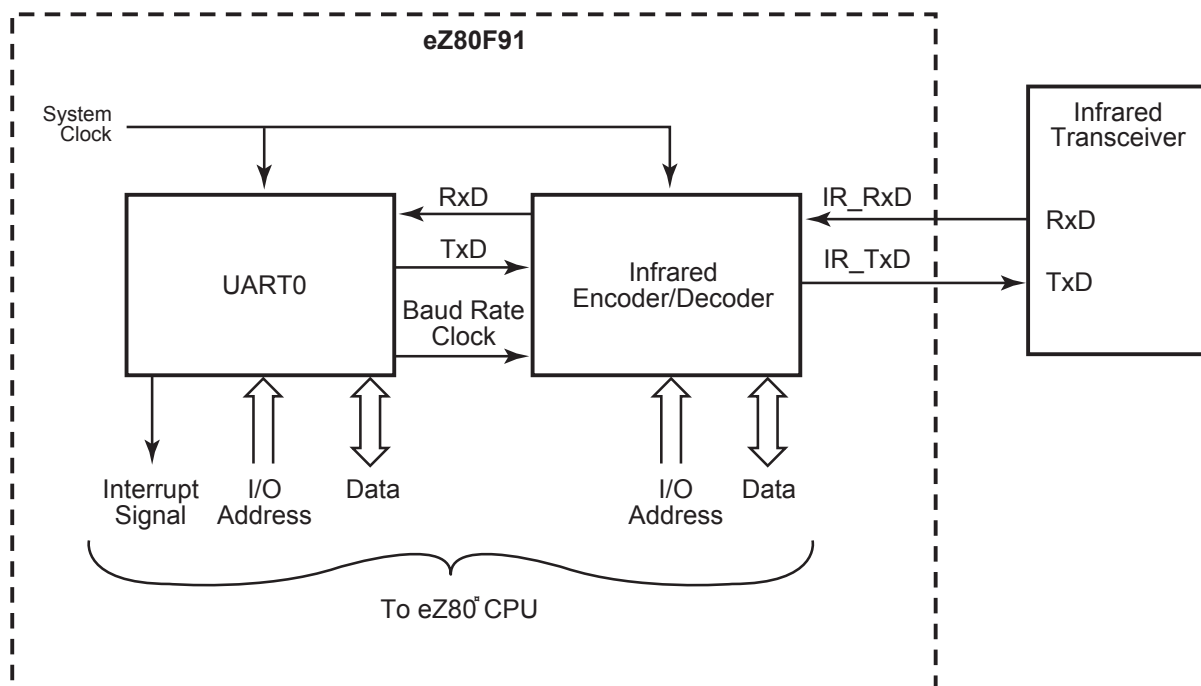 eZ80F91
System
Clock
Infrared
Transceiver
RxD
IR_RxD
RxD
TxD
IR_TxD
TxD
UART0
Infrared
Encoder/Decoder
Baud Rate
Clock
Interrupt
Signal
I/O
Address
Data
I/O
Address
Data
To eZ80¤ CPU